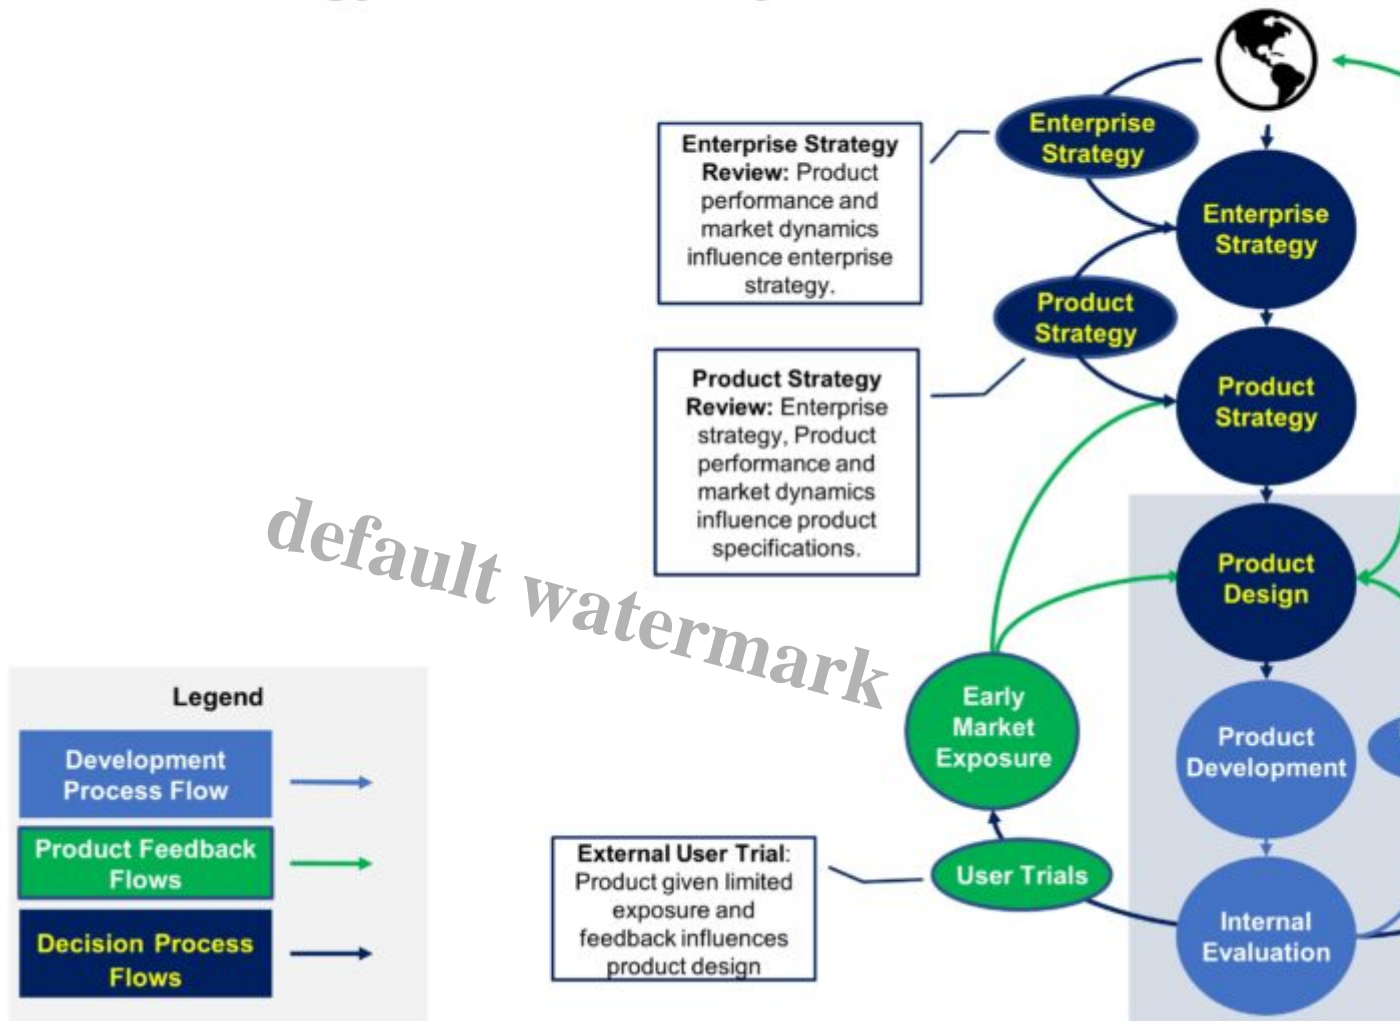 Enterprise
Strategy
Enterprise Strategy
Review: Product
performance and
market dynamics
influence enterprise
strategy.
Enterprise
Strategy
Product
Strategy
Product Strategy
Review: Enterprise
strategy, Product
performance and
market dynamics
influence product
specifications.
Product
Strategy
default watermark
Product
Design
Legend
Development
Process Flow
Product Feedback
Flows
Decision Process
Flows
Early
Market
Exposure
Product
Development
External User Trial:
Product given limited
exposure and
feedback influences
product design
User Trials
Internal
Evaluation